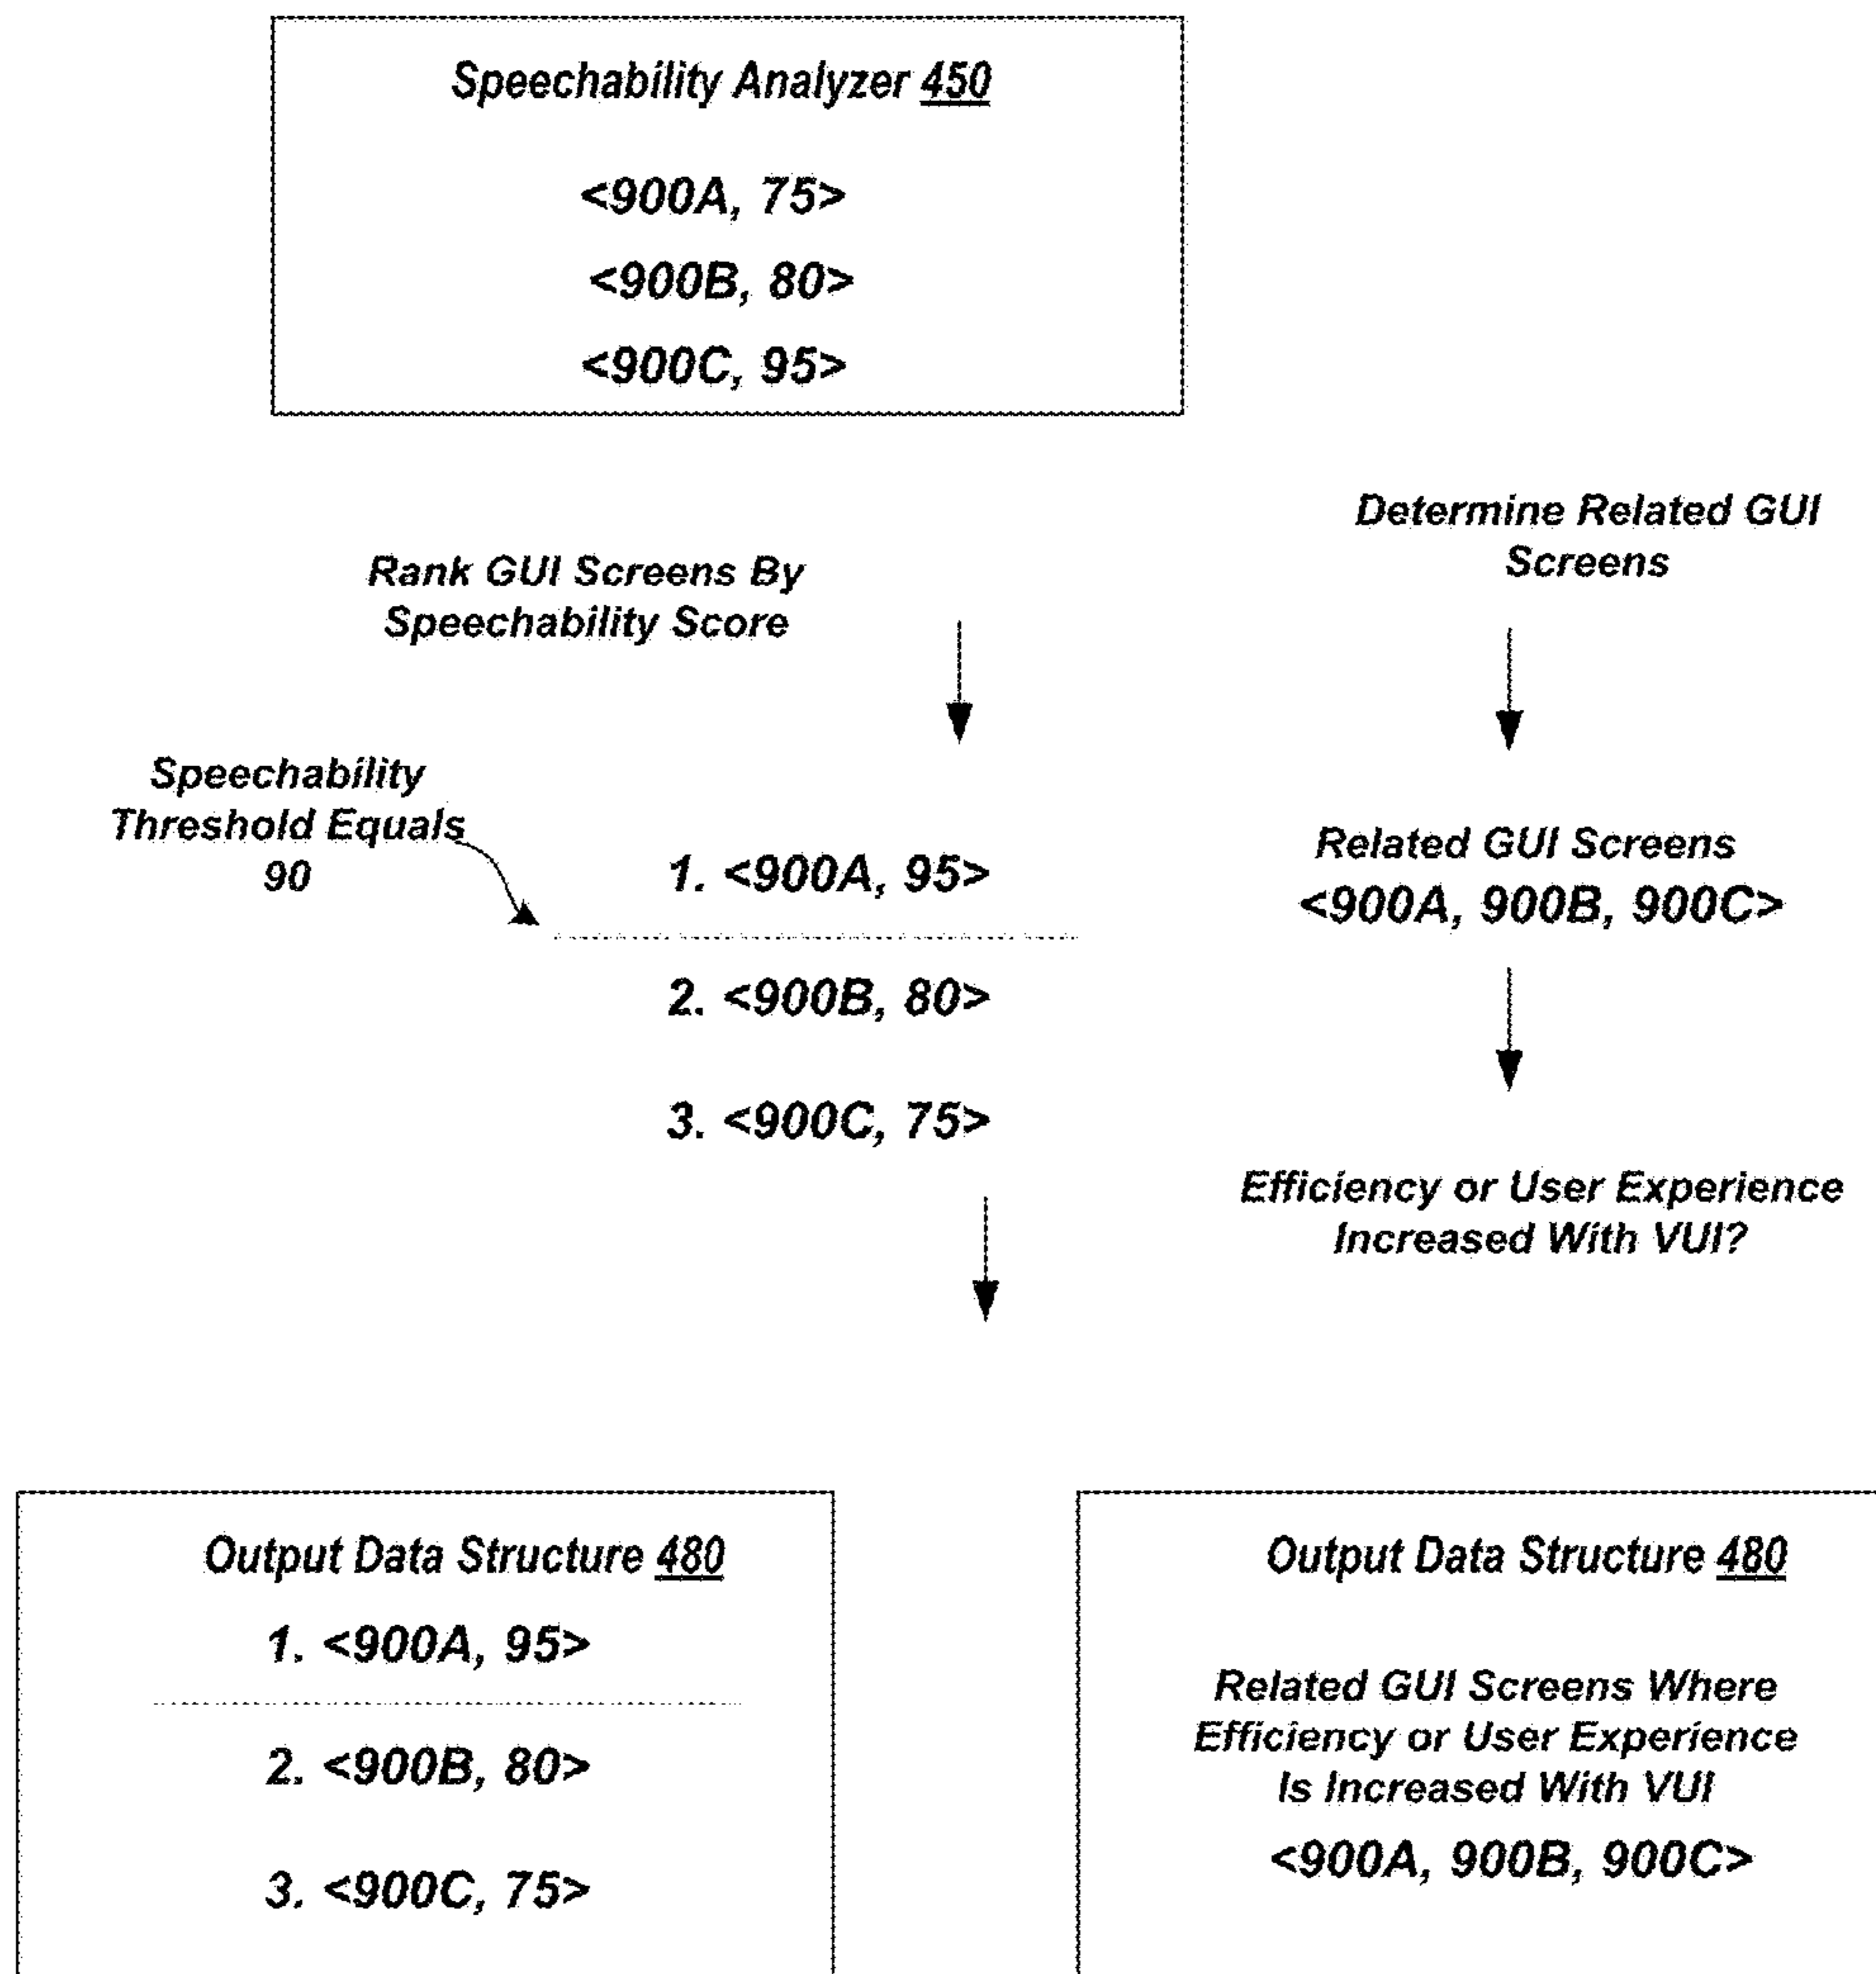 Speechability Analyzer 450
<900A, 75>
<900B, 80>
<900C, 95>
Rank GUI Screens By
Speechability Score
Determine Related GUI
Screens
Speechability
Threshold Equals
90
1. <900A, 95>
2. <900B, 80>
3. <900C, 75>
Related GUI Screens
<900A, 900B, 900C>
Efficiency or User Experience
Increased With VUI?
Output Data Structure 480
1. <900A, 95>
2. <900B, 80>
3. <900C, 75>
Output Data Structure 480
Related GUI Screens Where
Efficiency or User Experience
Is Increased With VUI
<900A, 900B, 900C>